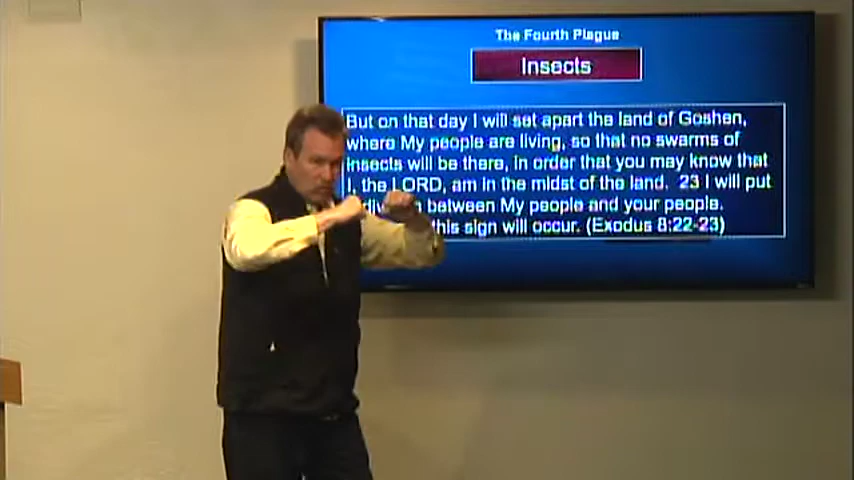 The Fourth Plague
Insects
But on that day I will set apart the land of Goshen,
where My people are living, so that no swarms of
insects will be there, in order that you may know that
I, the LORD, am in the midst of the land. 23 I will put
between My people and your people.
this sign will occur. (Exodus 8:22-23)